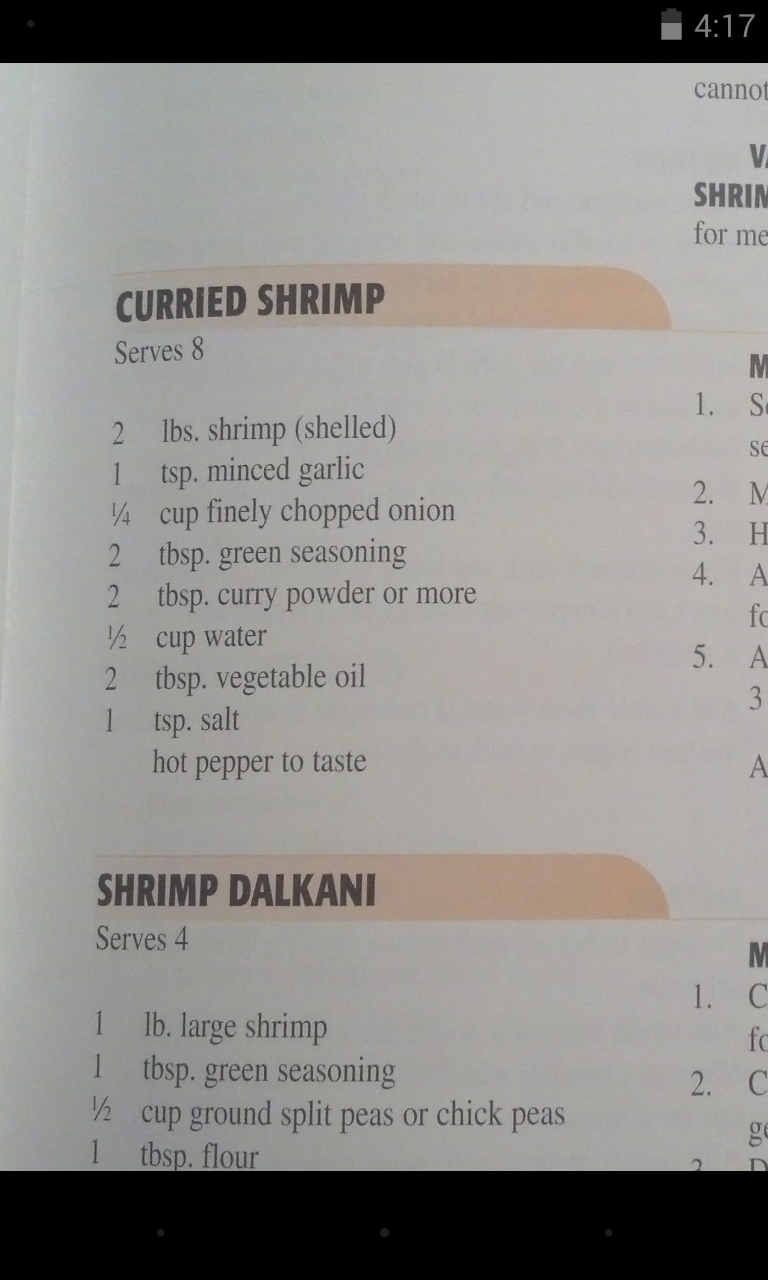 4:17
cannot
SHRIM
for me
CURRIED SHRIMP
Serves 8
2 lbs. shrimp (shelled)
1 tsp. minced garlic
¼ cup finely chopped onion
2 tbsp. green seasoning
2 tbsp. curry powder or more
½ cup water
2 tbsp. vegetable oil
1 tsp. salt
hot pepper to taste
M
1. S
se
2. M
3. H
4. A
fo
5. A
3
A
SHRIMP DALKANI
Serves 4
1 lb. large shrimp
1 tbsp. green seasoning
½ cup ground split peas or chick peas
1 tbsp. flour
M
1. C
fo
2. C
ge
3. D